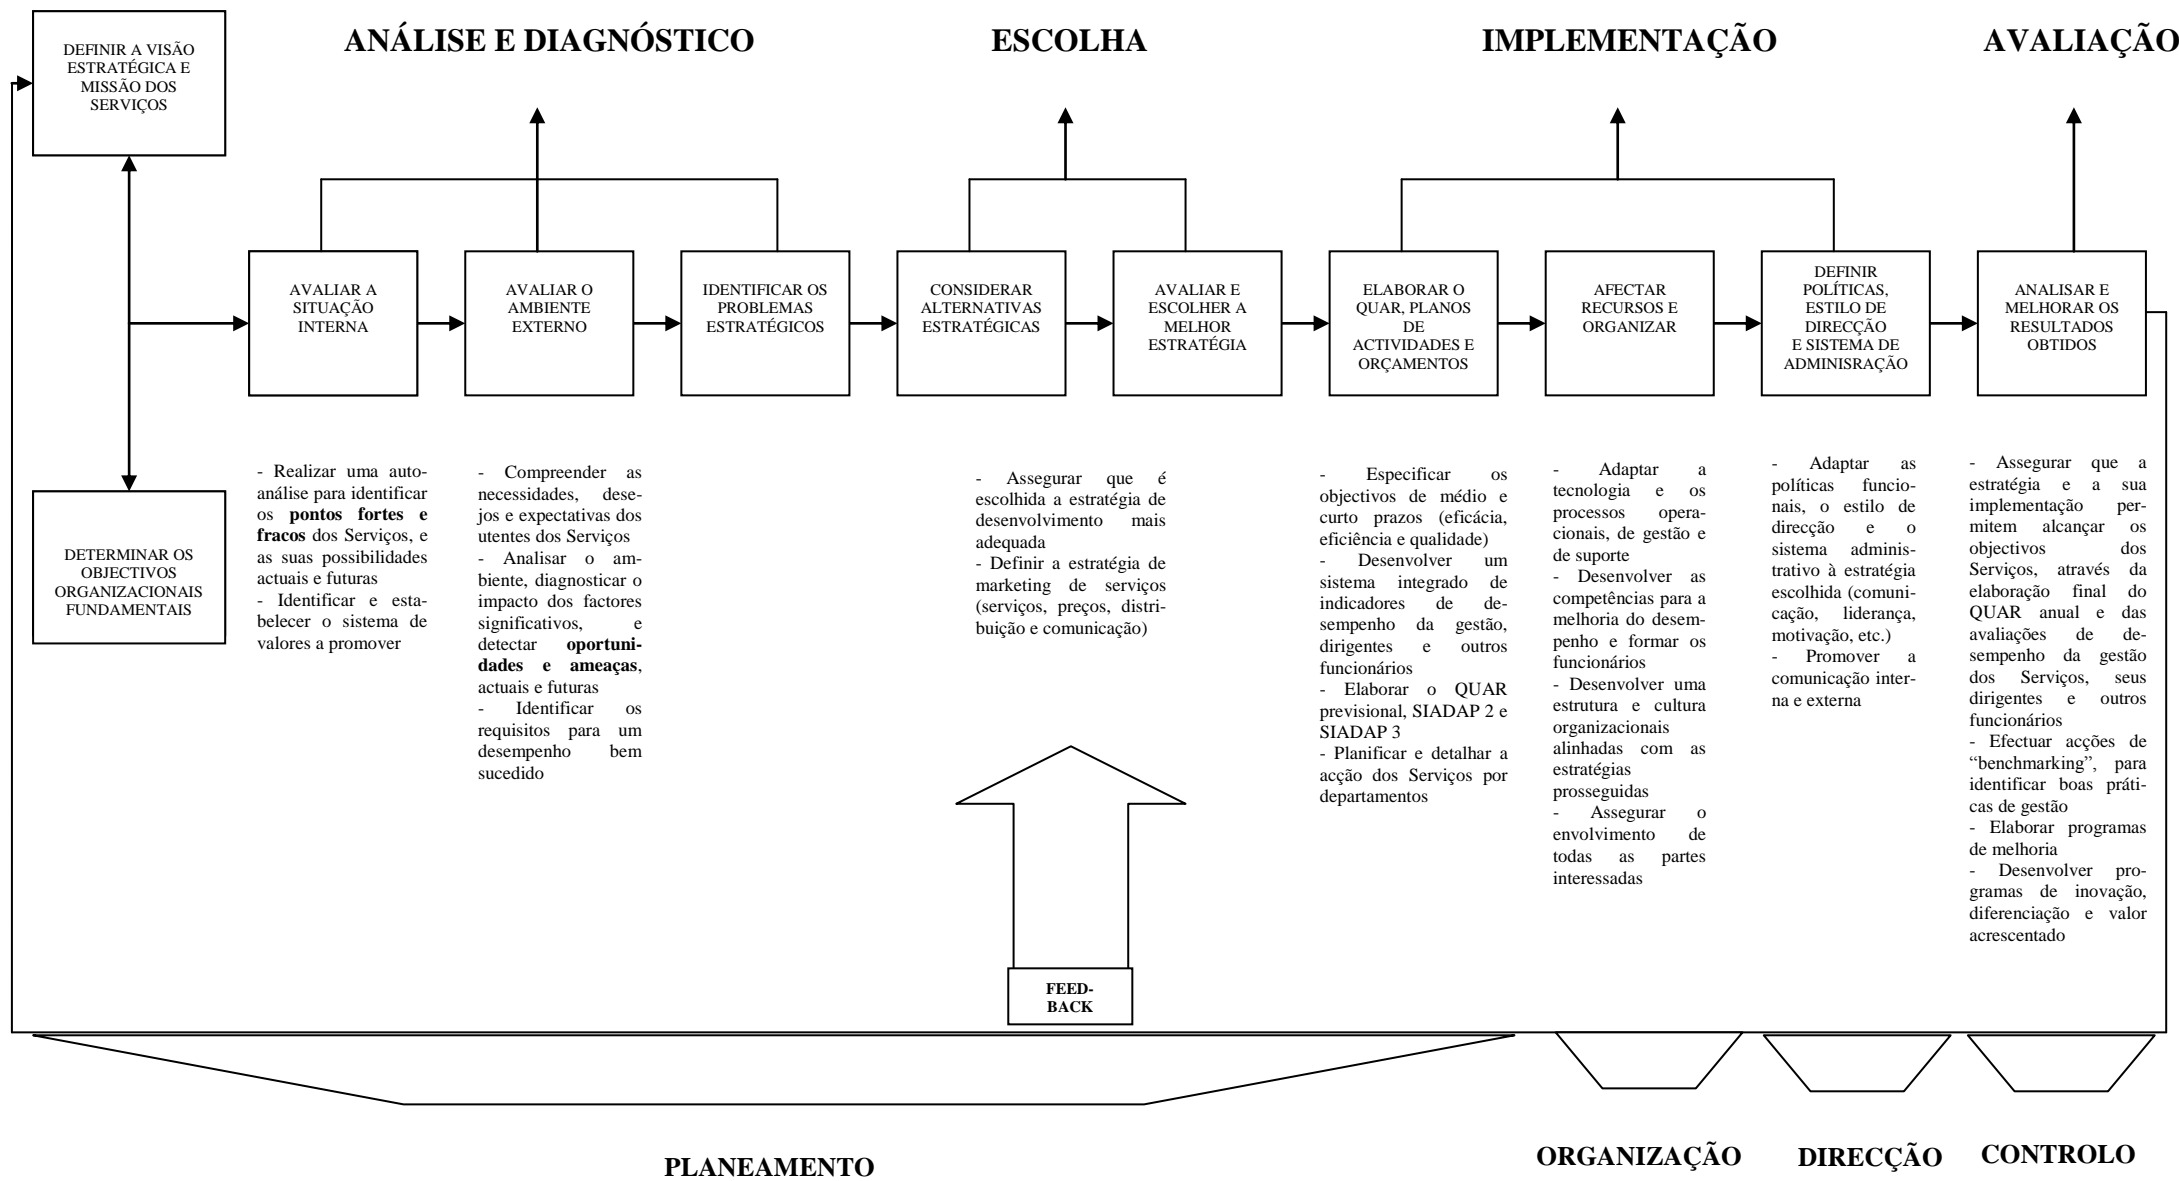 DEFINIR A VISÃO
ESTRATÉGICA E
MISSÃO DOS
SERVIÇOS
ANÁLISE E DIAGNÓSTICO
ESCOLHA
IMPLEMENTAÇÃO
AVALIAÇÃO
AVALIAR A
SITUAÇÃO
INTERNA
AVALIAR O
AMBIENTE
EXTERNO
IDENTIFICAR OS
PROBLEMAS
ESTRATÉGICOS
CONSIDERAR
ALTERNATIVAS
ESTRATÉGICAS
AVALIAR E
ESCOLHER A
MELHOR
ESTRATÉGIA
ELABORAR O
QUAR, PLANOS
DE
ACTIVIDADES E
ORÇAMENTOS
AFECTAR
RECURSOS E
ORGANIZAR
DEFINIR
POLÍTICAS,
ESTILO DE
DIRECÇÃO
E SISTEMA DE
ADMINISRAÇÃO
ANALISAR E
MELHORAR OS
RESULTADOS
OBTIDOS
DETERMINAR OS
OBJECTIVOS
ORGANIZACIONAIS
FUNDAMENTAIS
- Realizar uma auto-
análise para identificar
os pontos fortes e
fracos dos Serviços, e
as suas possibilidades
actuais e futuras
- Identificar e esta-
belecer o sistema de
valores a promover
- Compreender as
necessidades, dese-
jos e expectativas dos
utentes dos Serviços
- Analisar o am-
biente, diagnosticar o
impacto dos factores
significativos, e
detectar oportuni-
dades e ameaças,
actuais e futuras
- Identificar os
requisitos para um
desempenho bem
sucedido
- Assegurar que é
escolhida a estratégia de
desenvolvimento mais
adequada
- Definir a estratégia de
marketing de serviços
(serviços, preços, distri-
buição e comunicação)
- Especificar os
objectivos de médio e
curto prazos (eficácia,
eficiência e qualidade)
- Desenvolver um
sistema integrado de
indicadores de de-
sempenho da gestão,
dirigentes e outros
funcionários
- Elaborar o QUAR
previsional, SIADAP 2 e
SIADAP 3
- Planificar e detalhar a
acção dos Serviços por
departamentos
- Adaptar a
tecnologia e os
processos opera-
cionais, de gestão e
de suporte
- Desenvolver as
competências para a
melhoria do desem-
penho e formar os
funcionários
- Desenvolver uma
estrutura e cultura
organizacionais
alinhadas com as
estratégias
prosseguidas
- Assegurar o
envolvimento de
todas as partes
interessadas
- Adaptar as
políticas funcio-
nais, o estilo de
direcção e o
sistema adminis-
trativo à estratégia
escolhida (comuni-
cação, liderança,
motivação, etc.)
- Promover a
comunicação inter-
na e externa
- Assegurar que a
estratégia e a sua
implementação per-
mitem alcançar os
objectivos dos
Serviços, através da
elaboração final do
QUAR anual e das
avaliações de de-
sempenho da gestão
dos Serviços, seus
dirigentes e outros
funcionários
- Efectuar acções de
“benchmarking”, para
identificar boas práti-
cas de gestão
- Elaborar programas
de melhoria
- Desenvolver pro-
gramas de inovação,
diferenciação e valor
acrescentado
FEED-
BACK
PLANEAMENTO
ORGANIZAÇÃO
DIRECÇÃO
CONTROLO